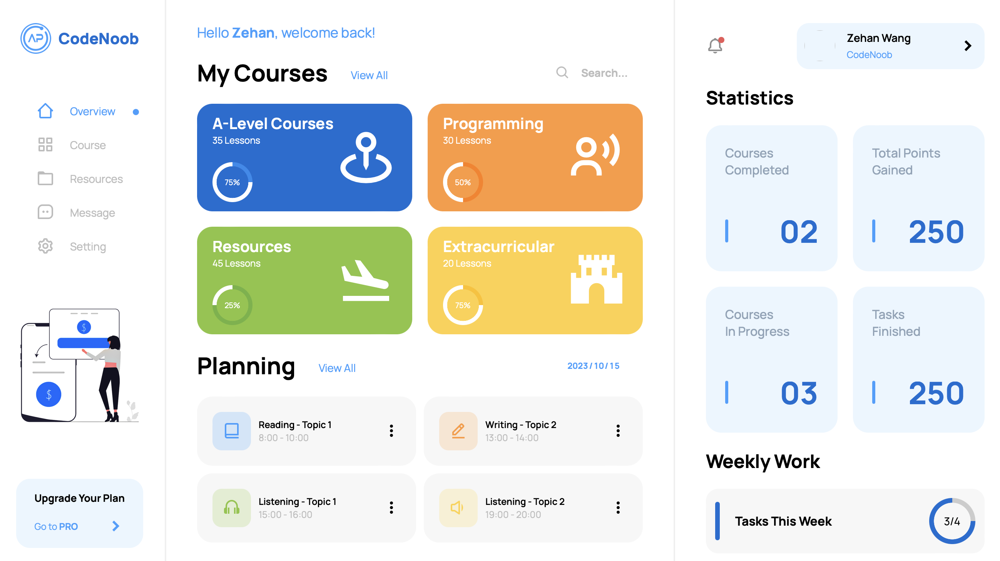 AP
CodeNoob
Overview
Course
Resources
Message
Setting
$
$
Upgrade Your Plan
Go to PRO
Hello Zehan, welcome back!
My Courses
View All
Search...
A-Level Courses
35 Lessons
75%
Programming
30 Lessons
50%
Resources
45 Lessons
25%
Extracurricular
20 Lessons
75%
Planning
View All
2023/10/15
Reading - Topic 1
8:00 - 10:00
Writing - Topic 2
13:00 - 14:00
Listening - Topic 1
15:00 - 16:00
Listening - Topic 2
19:00 - 20:00
Zehan Wang
CodeNoob
Statistics
Courses
Completed
02
Total Points
Gained
250
Courses
In Progress
03
Tasks
Finished
250
Weekly Work
Tasks This Week
3/4